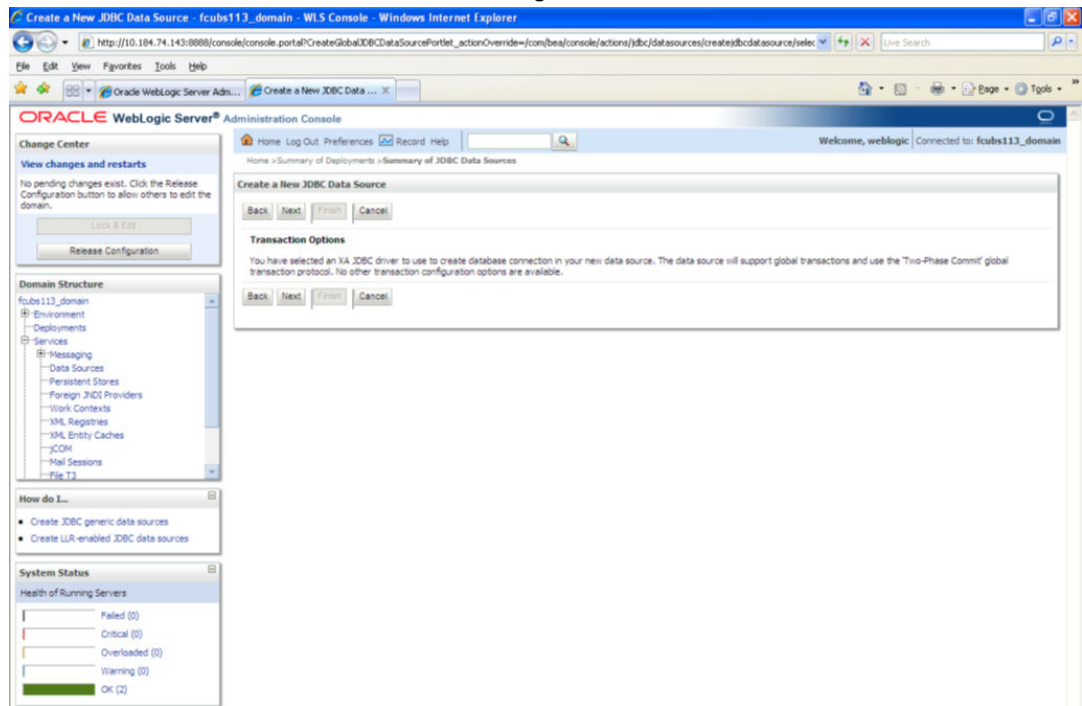 Create a New JDBC Data Source - fcubs113_domain - WLS Console - Windows Internet Explorer
http://10.184.74.143:8888/console/console.portal?CreateGlobalJDBCDataSourcePortlet_actionOverride=/com/bea/console/actions/jdbc/datasources/createjdbcdatasource/selec
Live Search
File Edit View Favorites Tools Help
Oracle WebLogic Server Adm...
Create a New JDBC Data ... X
Page Tools
ORACLE WebLogic Server® Administration Console
Change Center
View changes and restarts
No pending changes exist. Click the Release
Configuration button to allow others to edit the
domain.
Lock & Edit
Release Configuration
Domain Structure
fcubs113_domain
Environment
Deployments
Services
Messaging
Data Sources
Persistent Stores
Foreign JNDI Providers
Work Contexts
XML Registries
XML Entity Caches
jCOM
Mail Sessions
File T3
How do I...
Create JDBC generic data sources
Create LLR-enabled JDBC data sources
System Status
Health of Running Servers
Failed (0)
Critical (0)
Overloaded (0)
Warning (0)
OK (2)
Home Log Out Preferences Record Help
Welcome, weblogic Connected to: fcubs113_domain
Home >Summary of Deployments >Summary of JDBC Data Sources
Create a New JDBC Data Source
Back Next Finish Cancel
Transaction Options
You have selected an XA JDBC driver to use to create database connection in your new data source. The data source will support global transactions and use the 'Two-Phase Commit' global
transaction protocol. No other transaction configuration options are available.
Back Next Finish Cancel